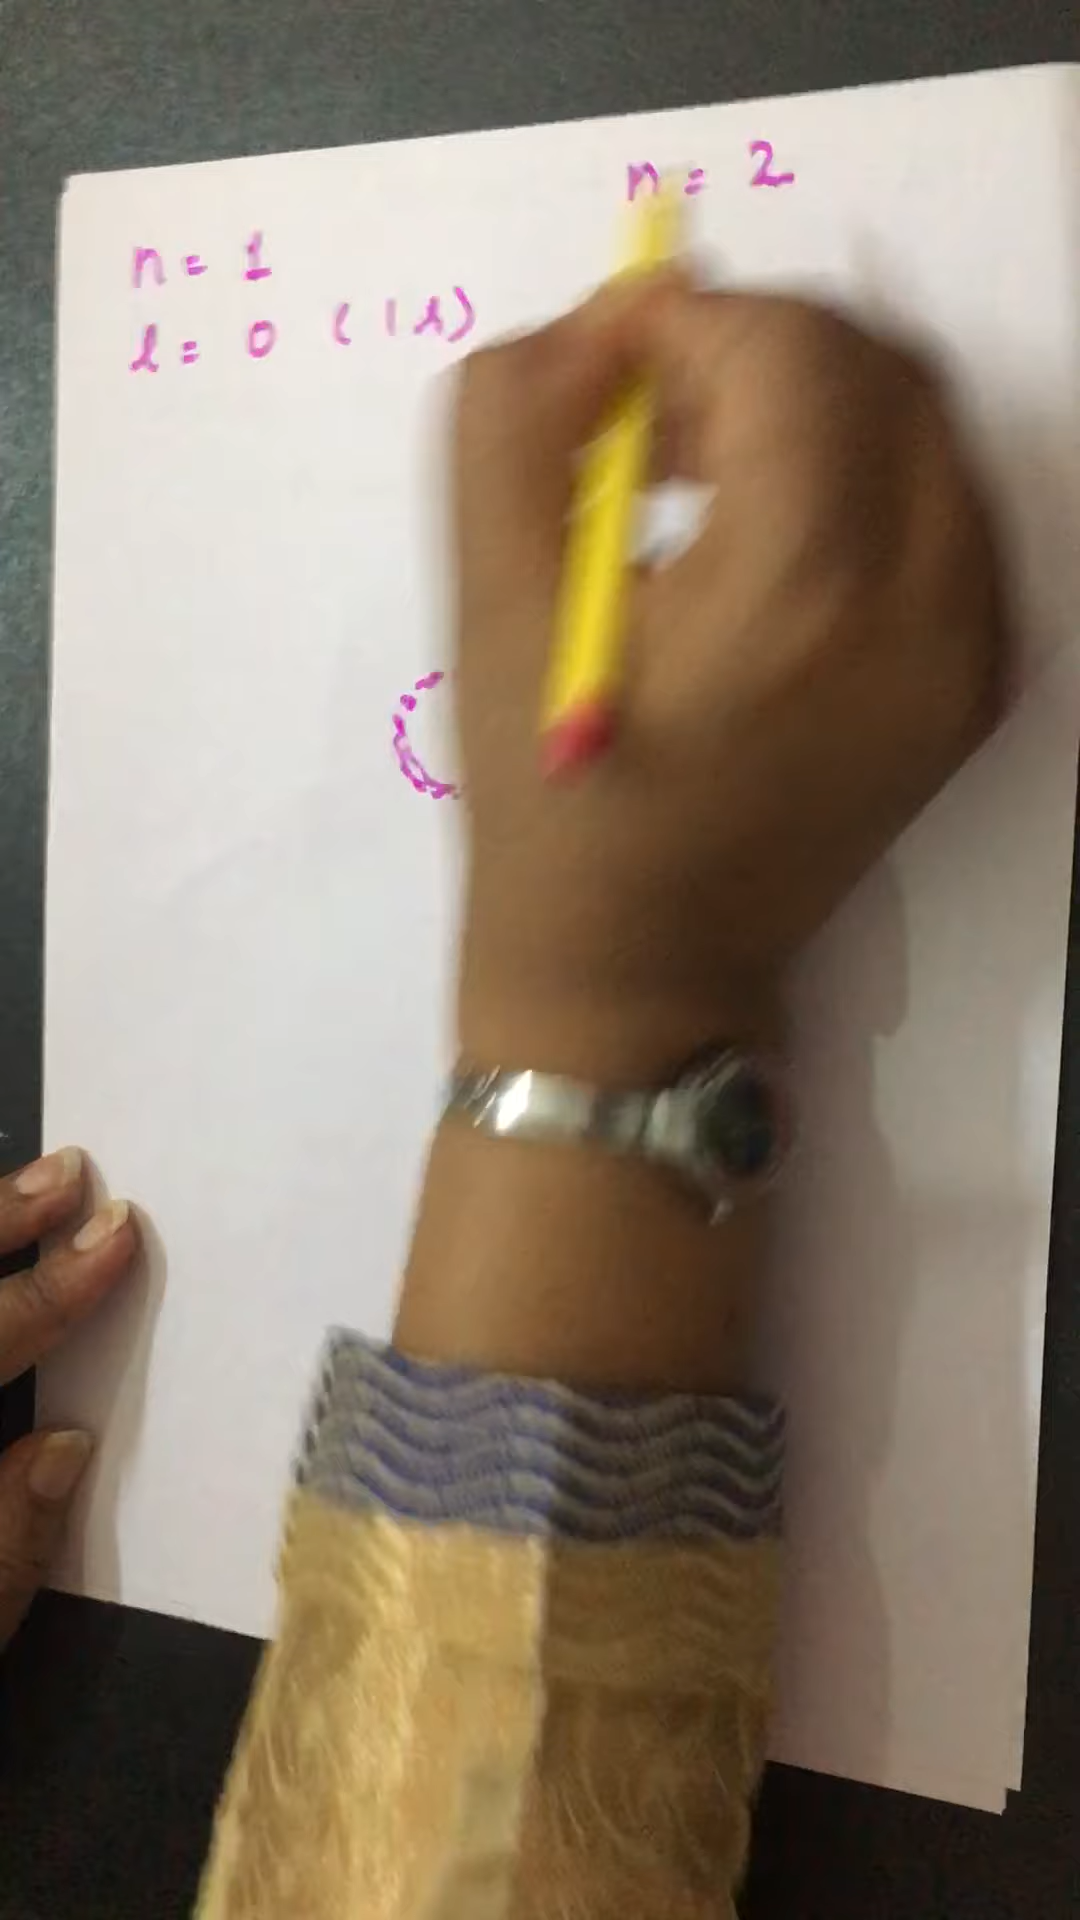 n = 1
l = 0 (1s)
n = 2